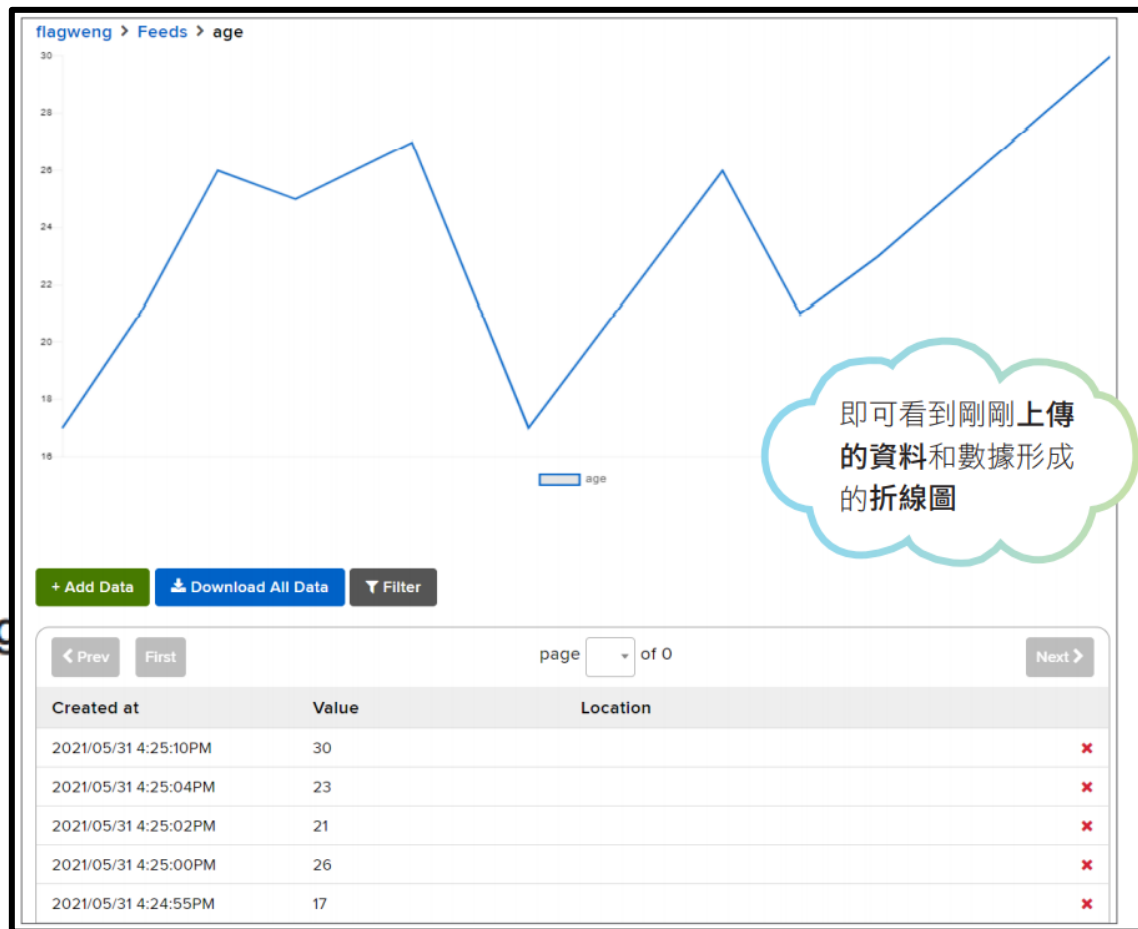 flagweng > Feeds > age
30
28
26
24
22
20
18
16
age
即可看到剛剛上傳
的資料和數據形成
的折線圖
+ Add Data
Download All Data
Filter
Prev
First
page
of 0
Next
Created at Value Location
2021/05/31 4:25:10PM 30
2021/05/31 4:25:04PM 23
2021/05/31 4:25:02PM 21
2021/05/31 4:25:00PM 26
2021/05/31 4:24:55PM 17